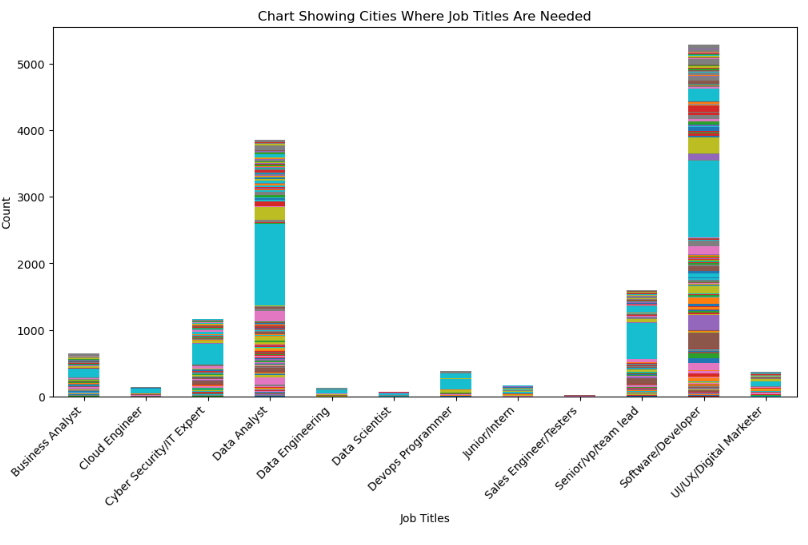 Chart Showing Cities Where Job Titles Are Needed
5000
4000
3000
2000
1000
0
Count
Business Analyst
Cloud Engineer
Cyber Security/IT Expert
Data Analyst
Data Engineering
Data Scientist
Devops Programmer
Junior/Intern
Sales Engineer/Testers
Senior/vp/team lead
Software/Developer
UI/UX/Digital Marketer
Job Titles